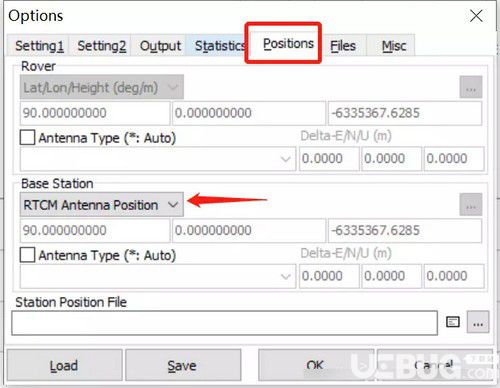 Options
Setting1 Setting2 Output Statistics Positions Files Misc
Rover
Lat/Lon/Height (deg/m)
...
90.000000000 0.000000000 -6335367.6285
Antenna Type (*: Auto) Delta-E/N/U (m)
0.0000 0.0000 0.0000
Base Station
RTCM Antenna Position
...
90.000000000 0.000000000 -6335367.6285
Antenna Type (*: Auto) Delta-E/N/U (m)
0.0000 0.0000 0.0000
Station Position File
...
Load Save OK Cancel
UEBUG
.com